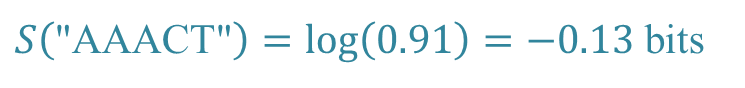 S("AAACT") = log(0.91) = −0.13 bits